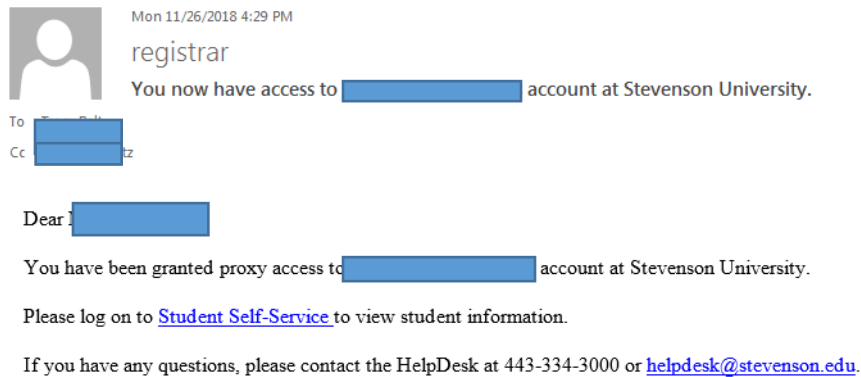 Mon 11/26/2018 4:29 PM
registrar
You now have access to account at Stevenson University.
To
Cc tz
Dear
You have been granted proxy access to account at Stevenson University.
Please log on to Student Self-Service to view student information.
If you have any questions, please contact the HelpDesk at 443-334-3000 or helpdesk@stevenson.edu.